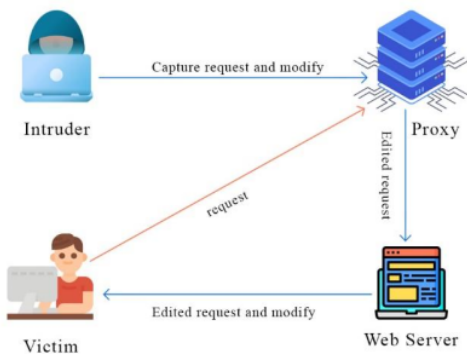 Capture request and modify
Intruder
Proxy
Edited request
request
Edited request and modify
Victim
Web Server